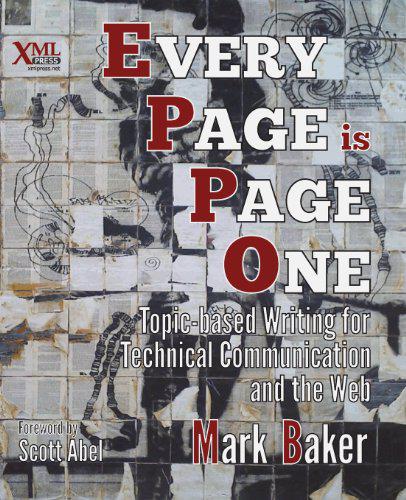 XML
PRESS
xmlpress.net
EVERY
PAGE is
PAGE
ONE
Topic-based Writing for
Technical Communication
and the Web
Foreword by
Scott Abel
Mark Baker